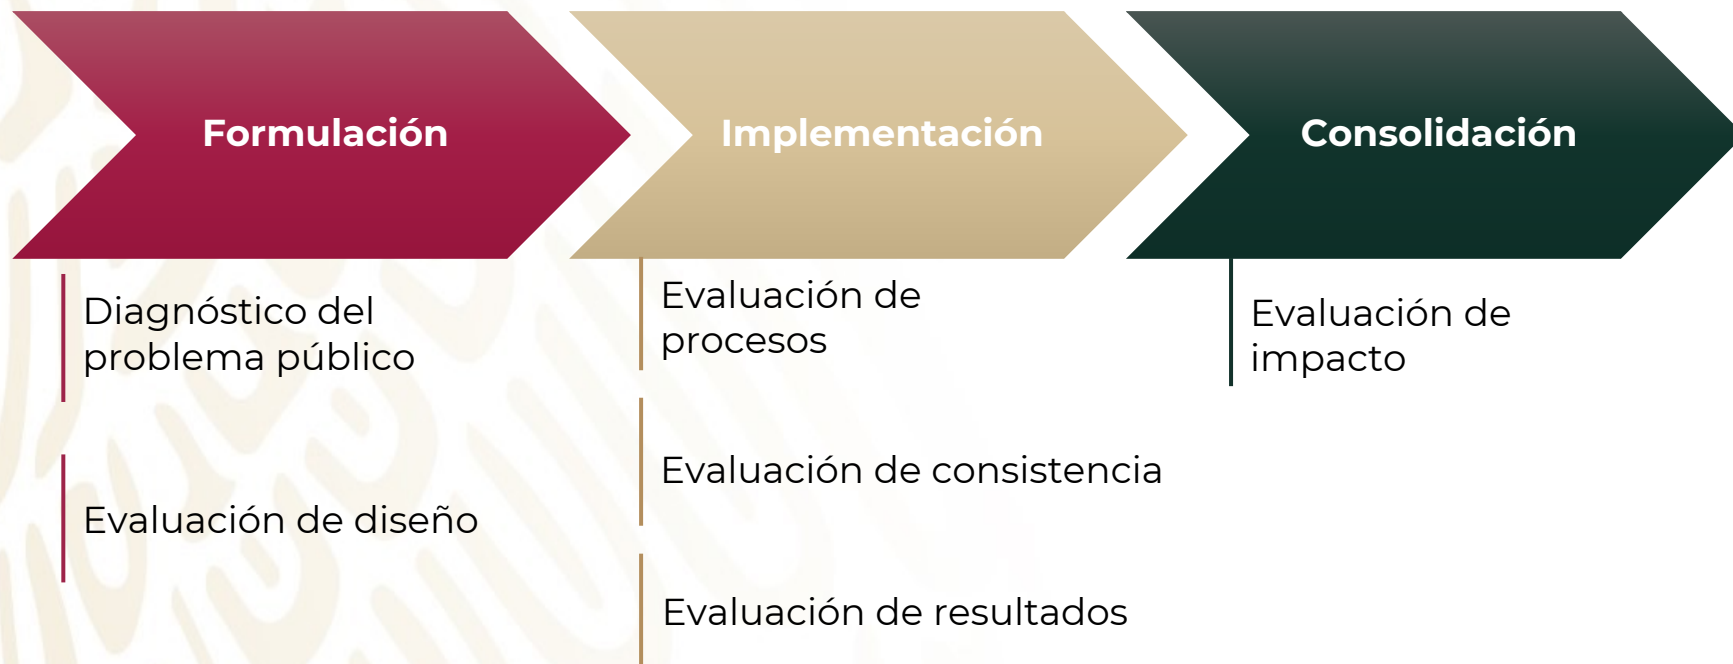 Formulación
Implementación
Consolidación
Diagnóstico del
problema público
Evaluación de diseño
Evaluación de
procesos
Evaluación de consistencia
Evaluación de resultados
Evaluación de
impacto